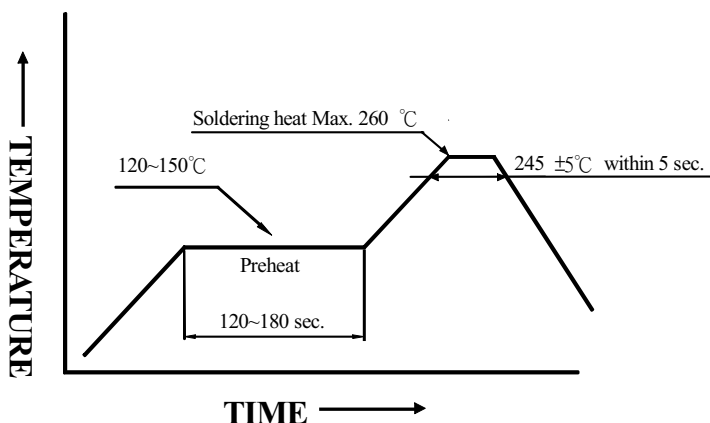 Soldering heat Max. 260 ℃
120~150℃
245 ±5℃ within 5 sec.
Preheat
120~180 sec.
TEMPERATURE
TIME